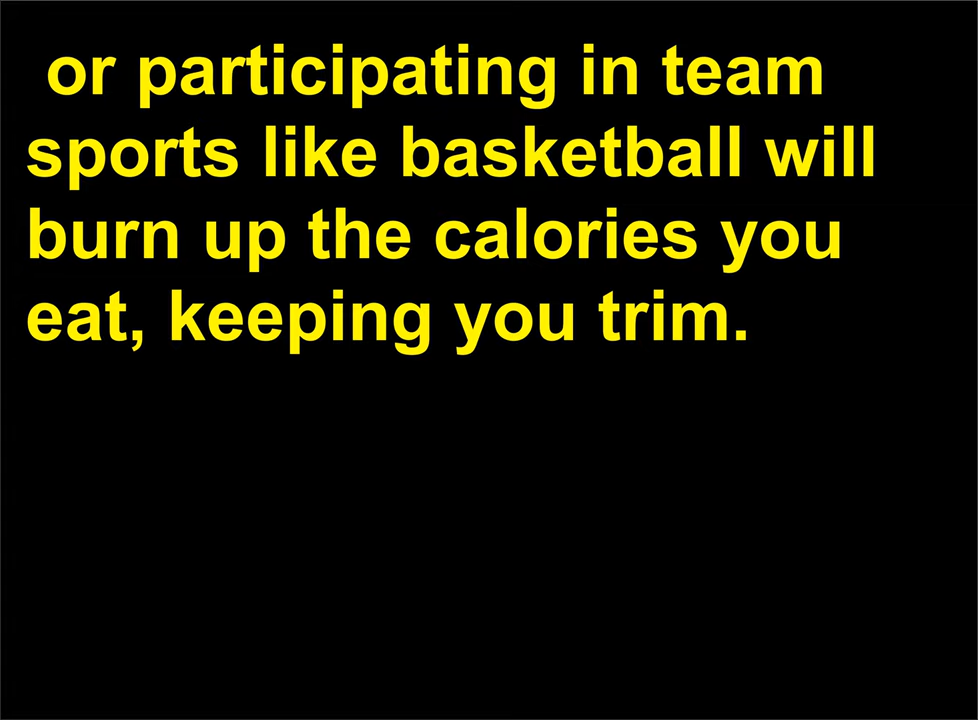 or participating in team
sports like basketball will
burn up the calories you
eat, keeping you trim.